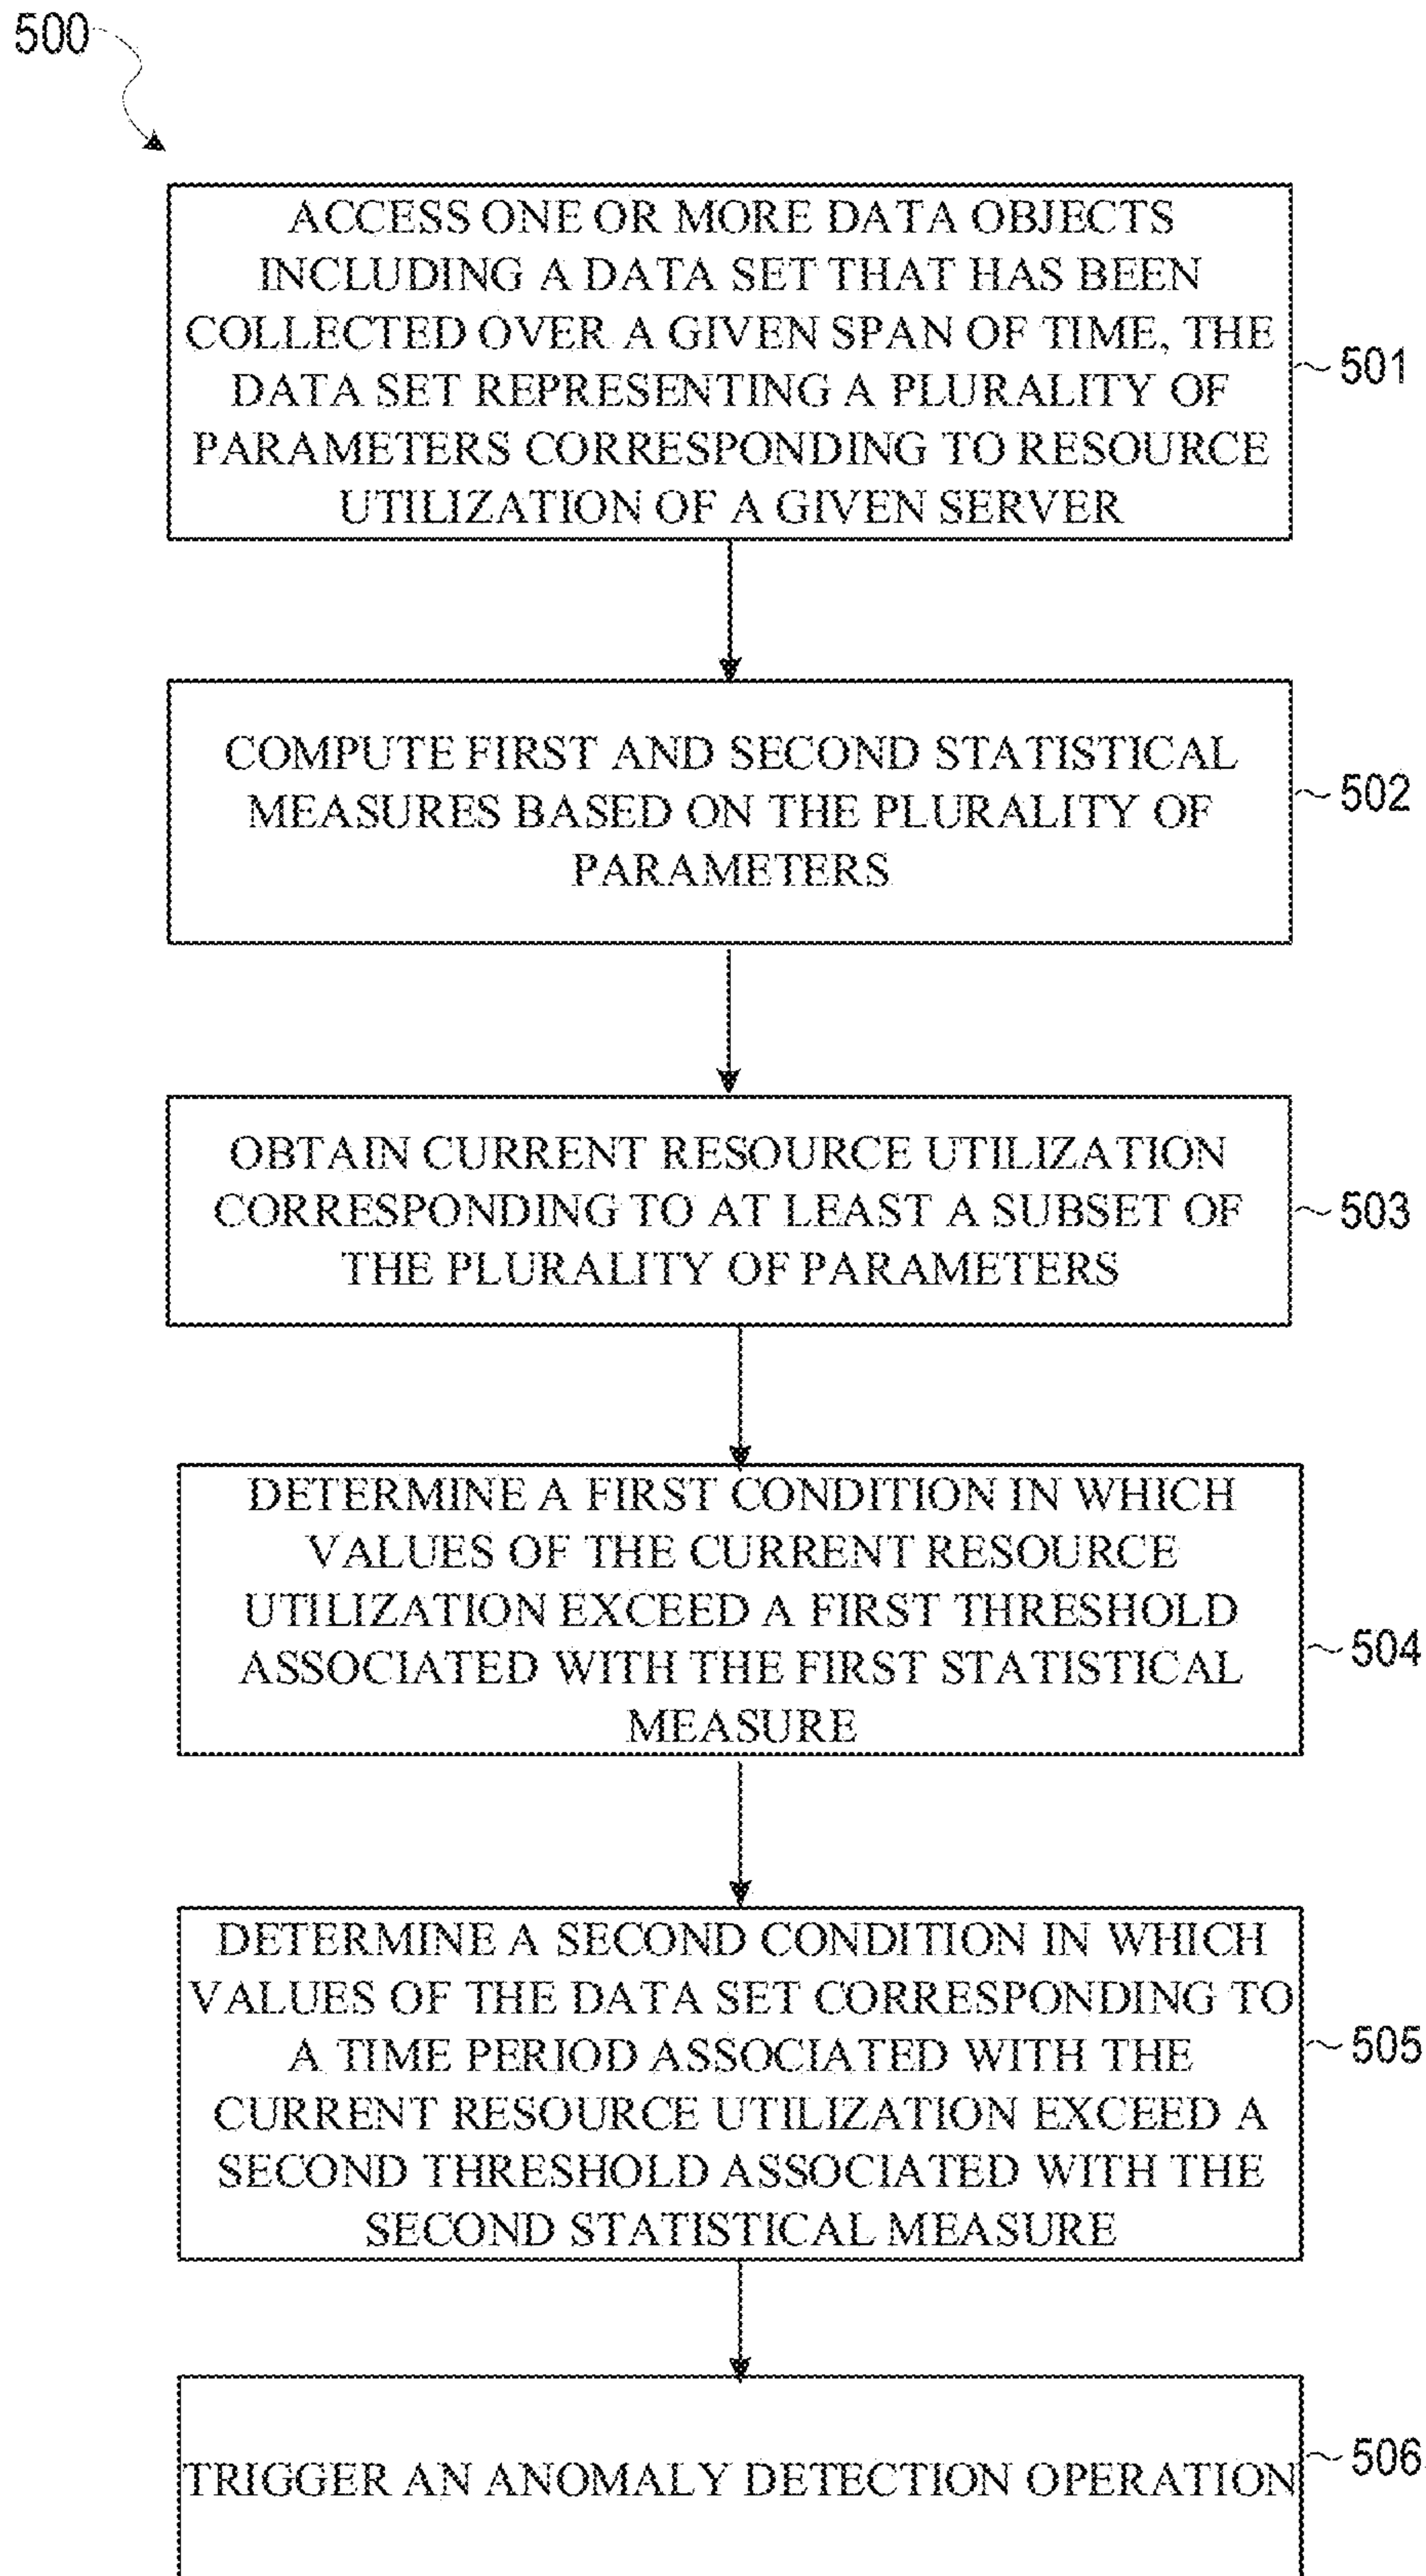 500
ACCESS ONE OR MORE DATA OBJECTS
INCLUDING A DATA SET THAT HAS BEEN
COLLECTED OVER A GIVEN SPAN OF TIME, THE
DATA SET REPRESENTING A PLURALITY OF
PARAMETERS CORRESPONDING TO RESOURCE
UTILIZATION OF A GIVEN SERVER
501
COMPUTE FIRST AND SECOND STATISTICAL
MEASURES BASED ON THE PLURALITY OF
PARAMETERS
502
OBTAIN CURRENT RESOURCE UTILIZATION
CORRESPONDING TO AT LEAST A SUBSET OF
THE PLURALITY OF PARAMETERS
503
DETERMINE A FIRST CONDITION IN WHICH
VALUES OF THE CURRENT RESOURCE
UTILIZATION EXCEED A FIRST THRESHOLD
ASSOCIATED WITH THE FIRST STATISTICAL
MEASURE
504
DETERMINE A SECOND CONDITION IN WHICH
VALUES OF THE DATA SET CORRESPONDING TO
A TIME PERIOD ASSOCIATED WITH THE
CURRENT RESOURCE UTILIZATION EXCEED A
SECOND THRESHOLD ASSOCIATED WITH THE
SECOND STATISTICAL MEASURE
505
TRIGGER AN ANOMALY DETECTION OPERATION
506